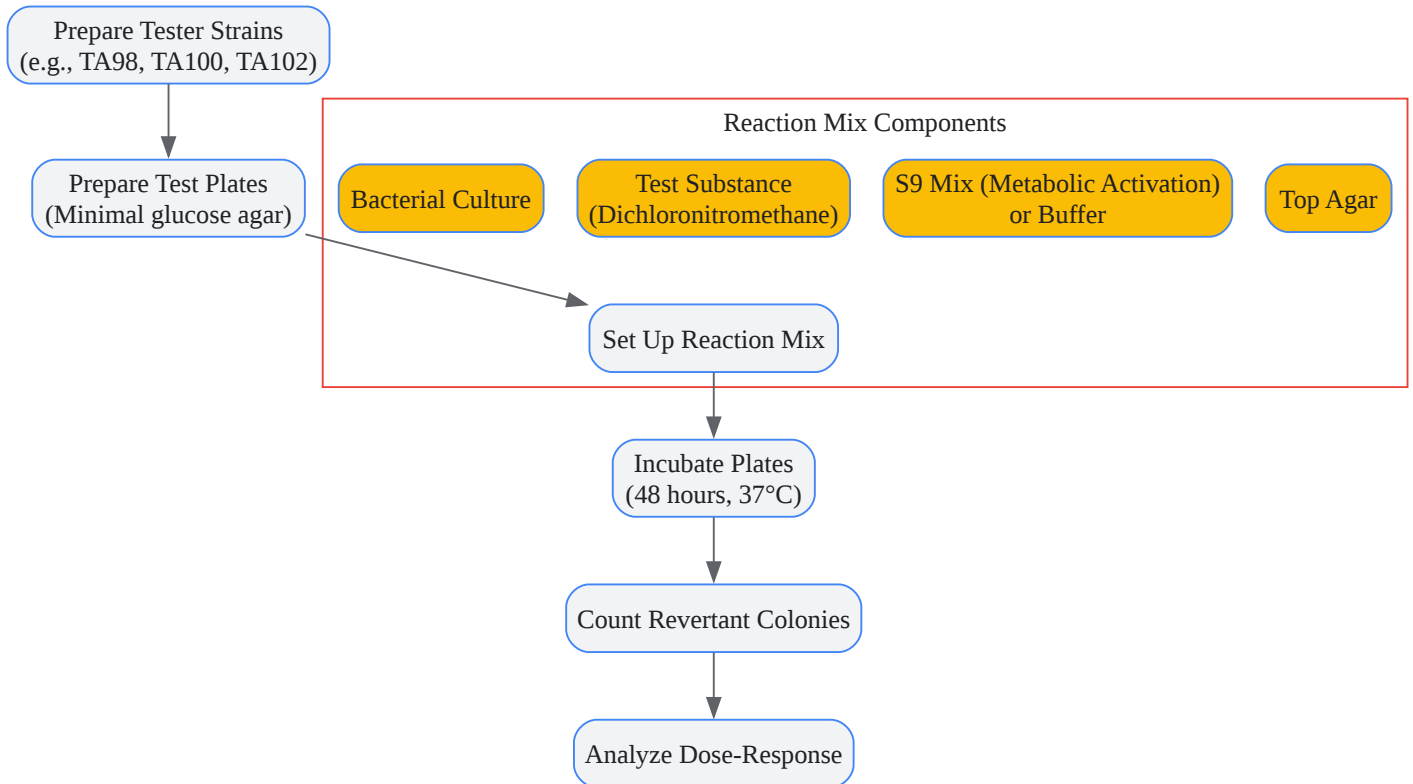 Prepare Tester Strains
(e.g., TA98, TA100, TA102)
Reaction Mix Components
Prepare Test Plates
(Minimal glucose agar)
Bacterial Culture
Test Substance
(Dichloronitromethane)
S9 Mix (Metabolic Activation)
or Buffer
Top Agar
Set Up Reaction Mix
Incubate Plates
(48 hours, 37°C)
Count Revertant Colonies
Analyze Dose-Response